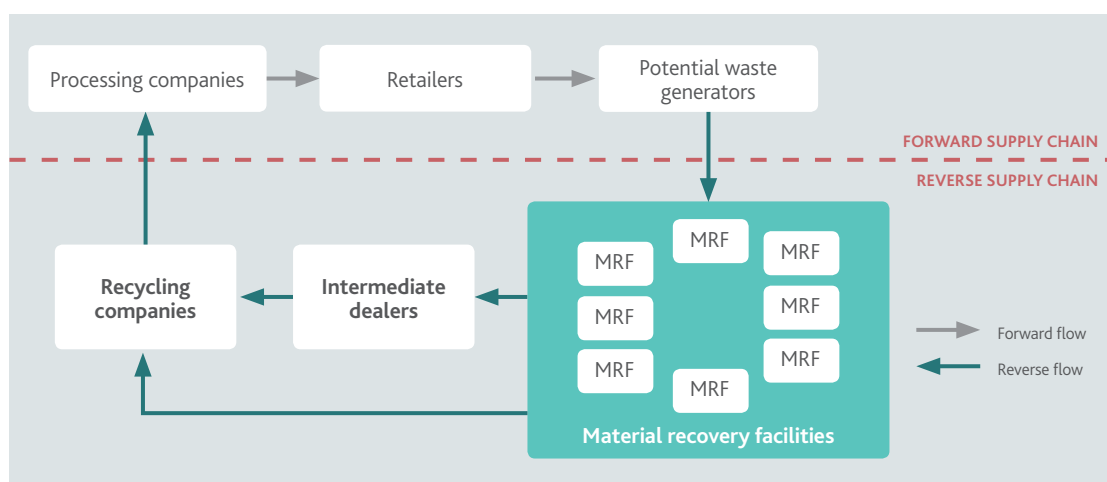 Processing companies
Retailers
Potential waste
generators
FORWARD SUPPLY CHAIN
REVERSE SUPPLY CHAIN
Recycling
companies
Intermediate
dealers
MRF
MRF
MRF
MRF
MRF
MRF
MRF
MRF
Material recovery facilities
Forward flow
Reverse flow